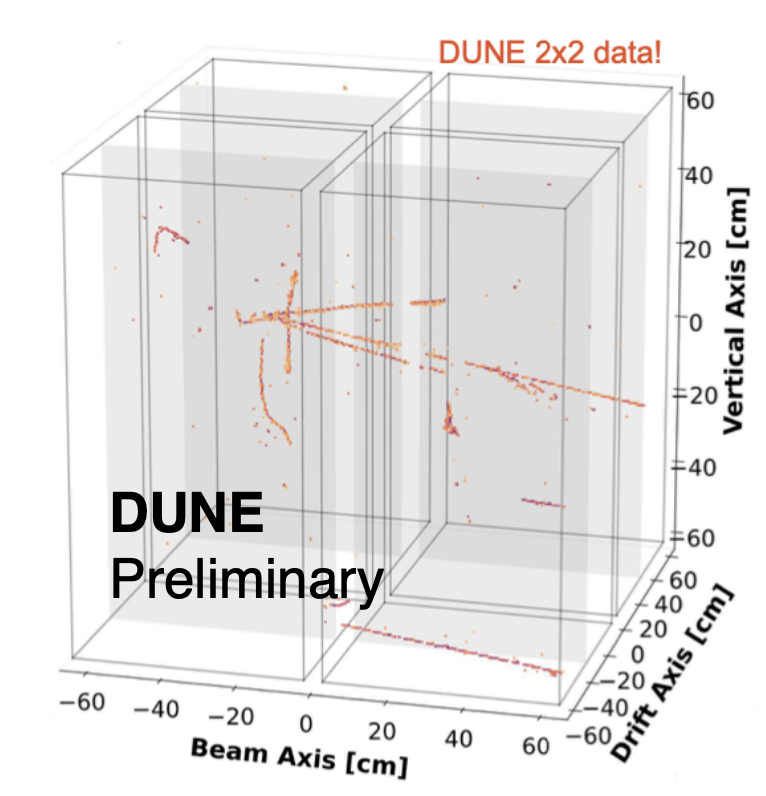 DUNE 2x2 data!
60
40
20
0
−20
−40
−60
Vertical Axis [cm]
DUNE
Preliminary
60
40
20
0
−20
−40
−60
Drift Axis [cm]
−60 −40 −20 0 20 40 60
Beam Axis [cm]